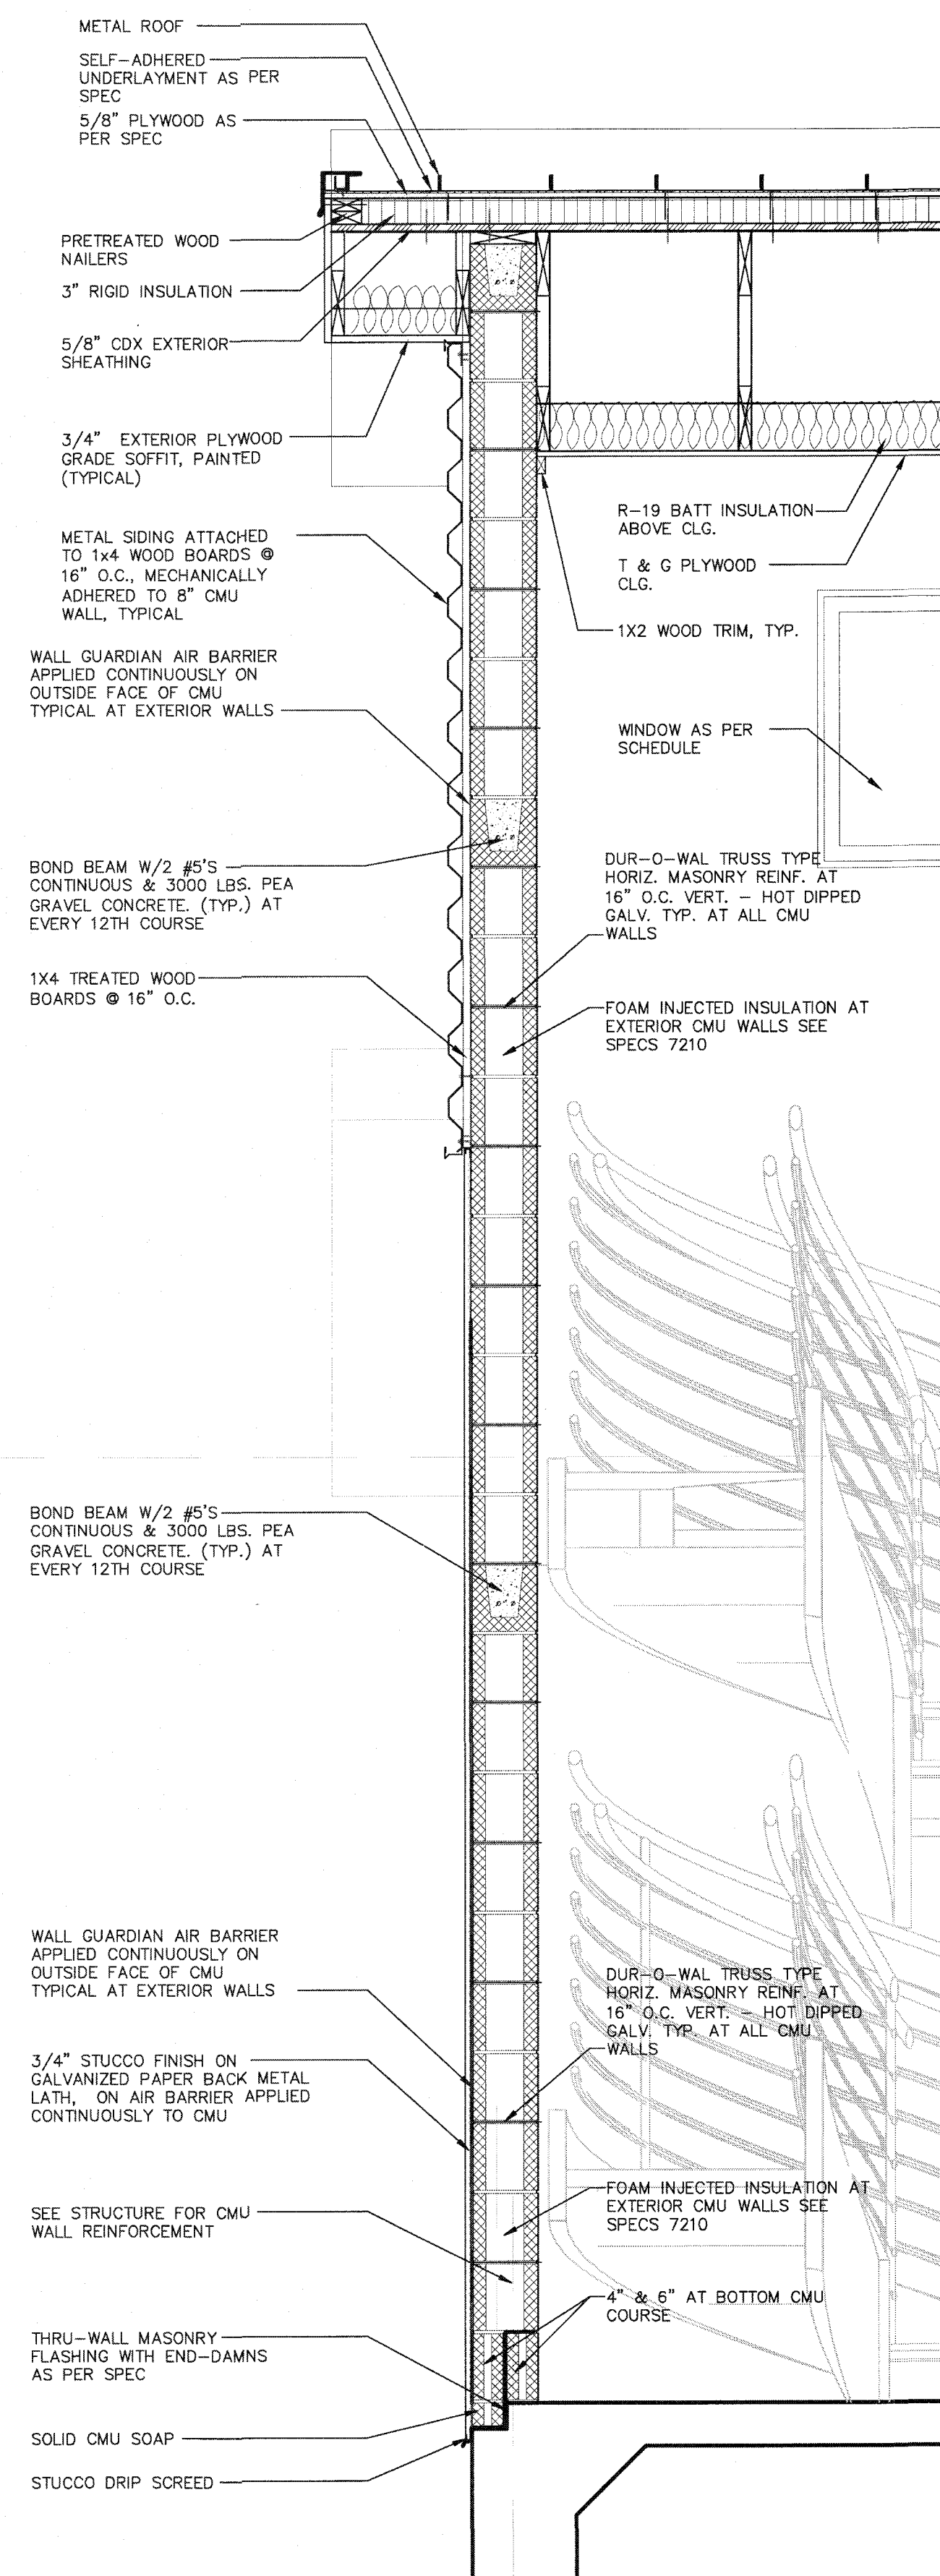 METAL ROOF
SELF-ADHERED
UNDERLAYMENT AS PER
SPEC
5/8" PLYWOOD AS
PER SPEC
PRETREATED WOOD
NAILERS
3" RIGID INSULATION
5/8" CDX EXTERIOR
SHEATHING
3/4" EXTERIOR PLYWOOD
GRADE SOFFIT, PAINTED
(TYPICAL)
METAL SIDING ATTACHED
TO 1x4 WOOD BOARDS @
16" O.C., MECHANICALLY
ADHERED TO 8" CMU
WALL, TYPICAL
R-19 BATT INSULATION
ABOVE CLG.
T & G PLYWOOD
CLG.
1X2 WOOD TRIM, TYP.
WALL GUARDIAN AIR BARRIER
APPLIED CONTINUOUSLY ON
OUTSIDE FACE OF CMU
TYPICAL AT EXTERIOR WALLS
WINDOW AS PER
SCHEDULE
BOND BEAM W/2 #5'S
CONTINUOUS & 3000 LBS. PEA
GRAVEL CONCRETE. (TYP.) AT
EVERY 12TH COURSE
DUR-O-WAL TRUSS TYPE
HORIZ. MASONRY REINF. AT
16" O.C. VERT. - HOT DIPPED
GALV. TYP. AT ALL CMU
WALLS
1X4 TREATED WOOD
BOARDS @ 16" O.C.
FOAM INJECTED INSULATION AT
EXTERIOR CMU WALLS SEE
SPECS 7210
BOND BEAM W/2 #5'S
CONTINUOUS & 3000 LBS. PEA
GRAVEL CONCRETE. (TYP.) AT
EVERY 12TH COURSE
WALL GUARDIAN AIR BARRIER
APPLIED CONTINUOUSLY ON
OUTSIDE FACE OF CMU
TYPICAL AT EXTERIOR WALLS
DUR-O-WAL TRUSS TYPE
HORIZ. MASONRY REINF. AT
16" O.C. VERT. - HOT DIPPED
GALV. TYP. AT ALL CMU
WALLS
3/4" STUCCO FINISH ON
GALVANIZED PAPER BACK METAL
LATH, ON AIR BARRIER APPLIED
CONTINUOUSLY TO CMU
SEE STRUCTURE FOR CMU
WALL REINFORCEMENT
FOAM INJECTED INSULATION AT
EXTERIOR CMU WALLS SEE
SPECS 7210
4" & 6" AT BOTTOM CMU
COURSE
THRU-WALL MASONRY
FLASHING WITH END-DAMNS
AS PER SPEC
SOLID CMU SOAP
STUCCO DRIP SCREED